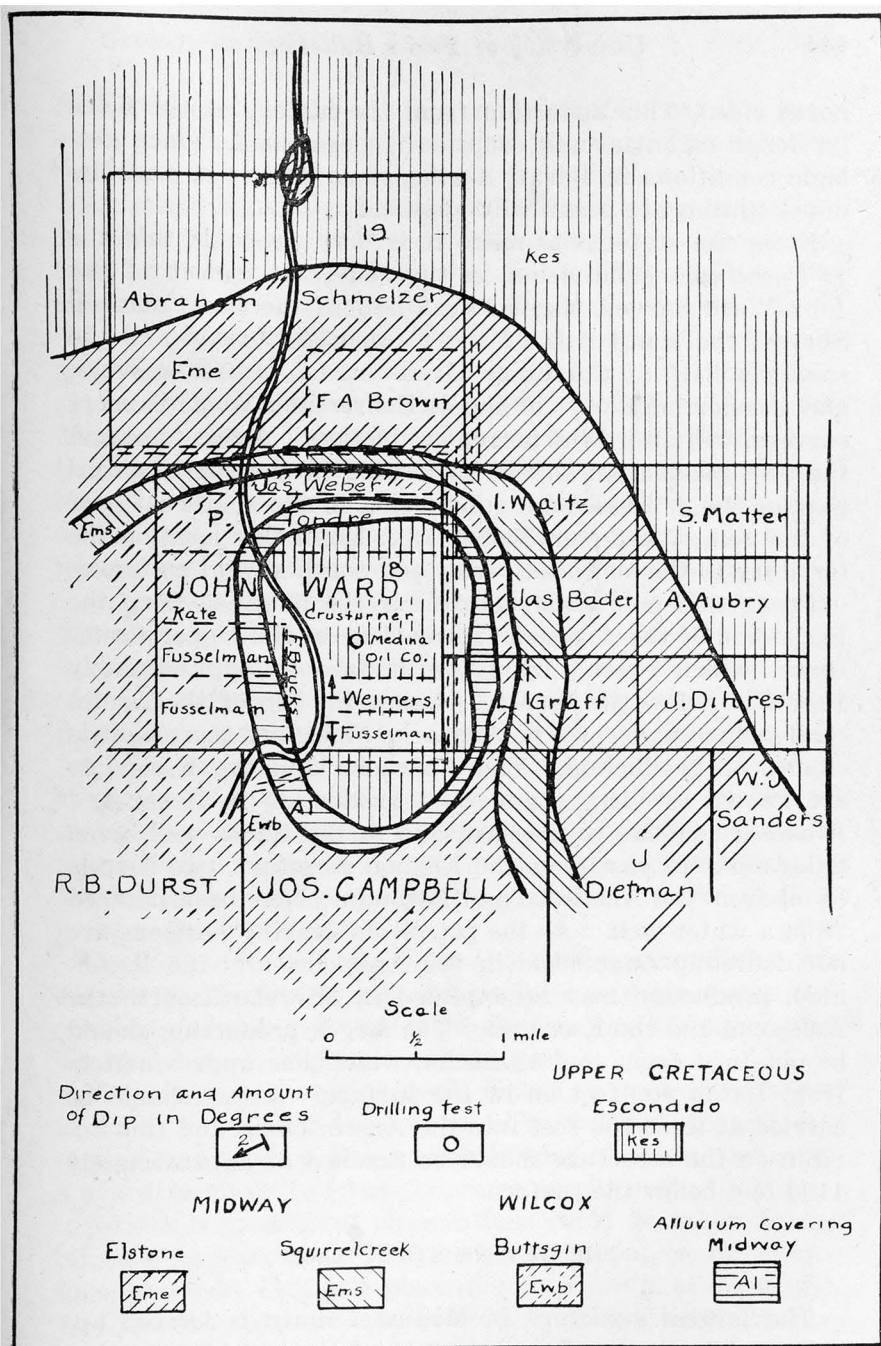 19
Kes
Abraham Schmelzer
Eme
F A Brown
Jas Weber
Ems
P. Tondre
I. Waltz
S. Matter
JOHN WARD
8
Jas Bader
A. Aubry
Kate
Crusturner
Fusselman
F. Brucks
Medina
Oil Co.
Fusselman
Weimers
Graff
J. Dihres
Fusselman
Ewb
Al
W. J
Sanders
R.B. DURST
JOS. CAMPBELL
J
Dietman
Scale
0 1/2 1 mile
UPPER CRETACEOUS
Direction and Amount
of Dip in Degrees
2
Drilling test
Escondido
Kes
MIDWAY
WILCOX
Alluvium Covering
Midway
Elstone
Squirrelcreek
Buttsgin
Eme
Ems
Ewb
Al